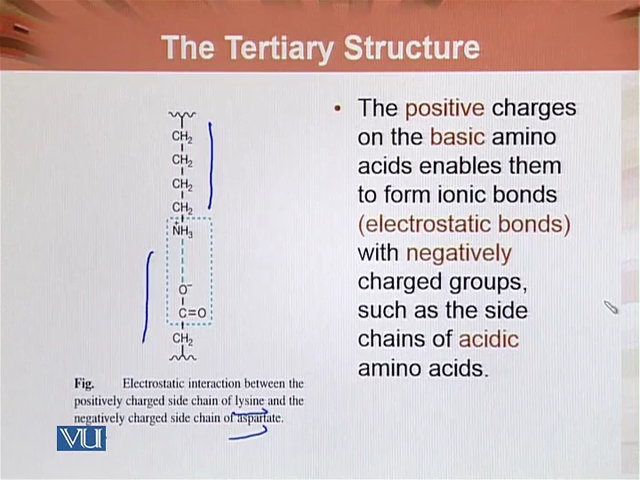 The Tertiary Structure
CH2
CH2
CH2
CH2
+
NH3
O−
C=O
CH2
• The positive charges
on the basic amino
acids enables them
to form ionic bonds
(electrostatic bonds)
with negatively
charged groups,
such as the side
chains of acidic
amino acids.
Fig. Electrostatic interaction between the
positively charged side chain of lysine and the
negatively charged side chain of aspartate.
VU